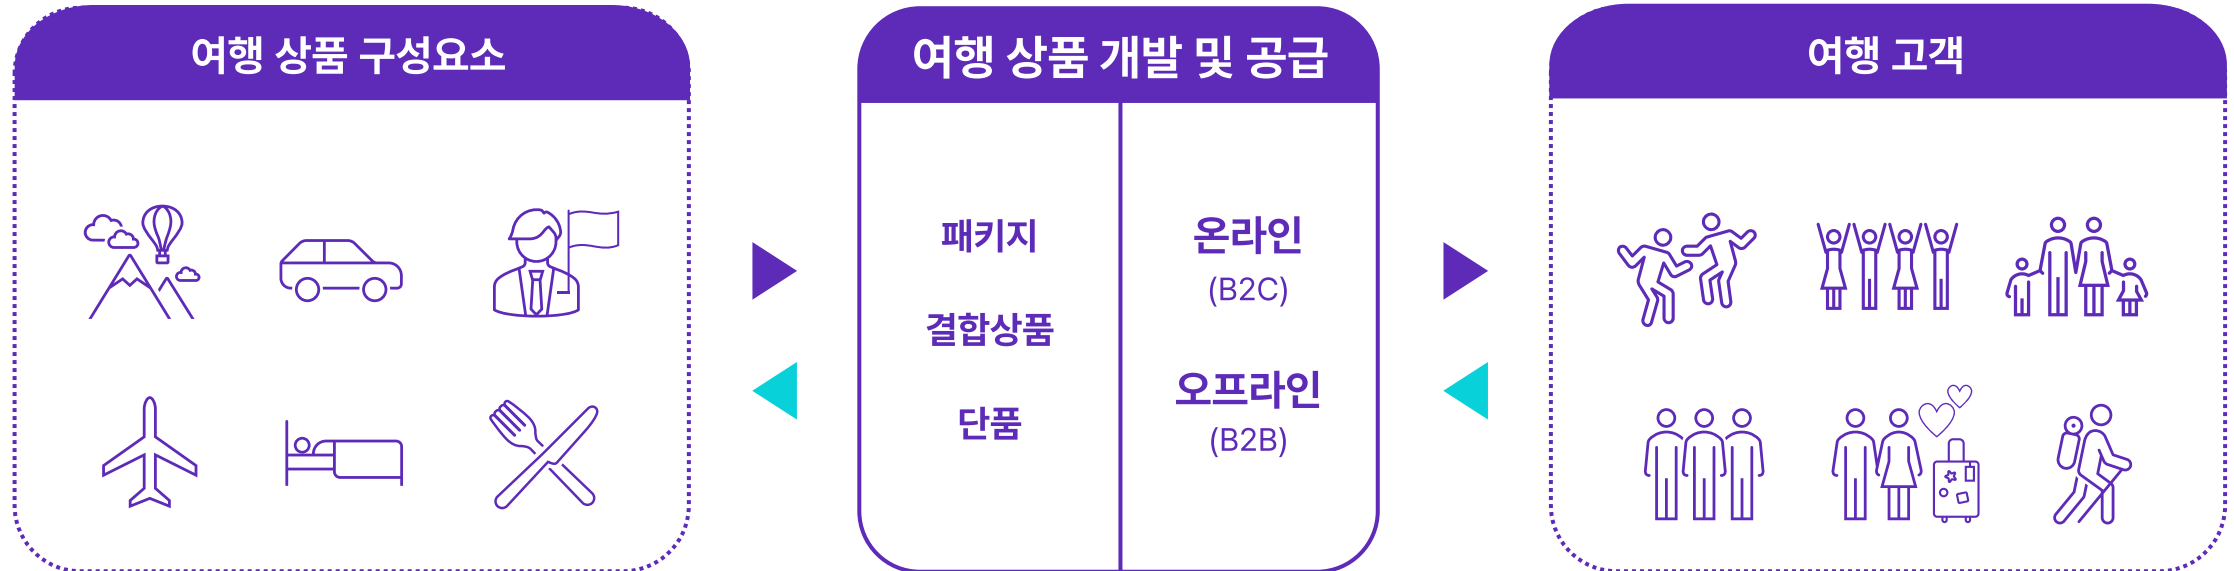 여행 상품 구성요소
여행 상품 개발 및 공급
패키지
결합상품
단품
온라인
(B2C)
오프라인
(B2B)
여행 고객